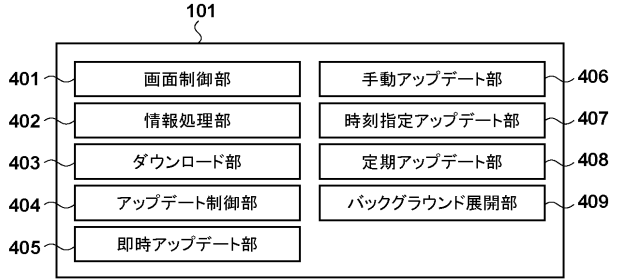 101
401 画面制御部
402 情報処理部
403 ダウンロード部
404 アップデート制御部
405 即時アップデート部
手動アップデート部 406
時刻指定アップデート部 407
定期アップデート部 408
バックグラウンド展開部 409